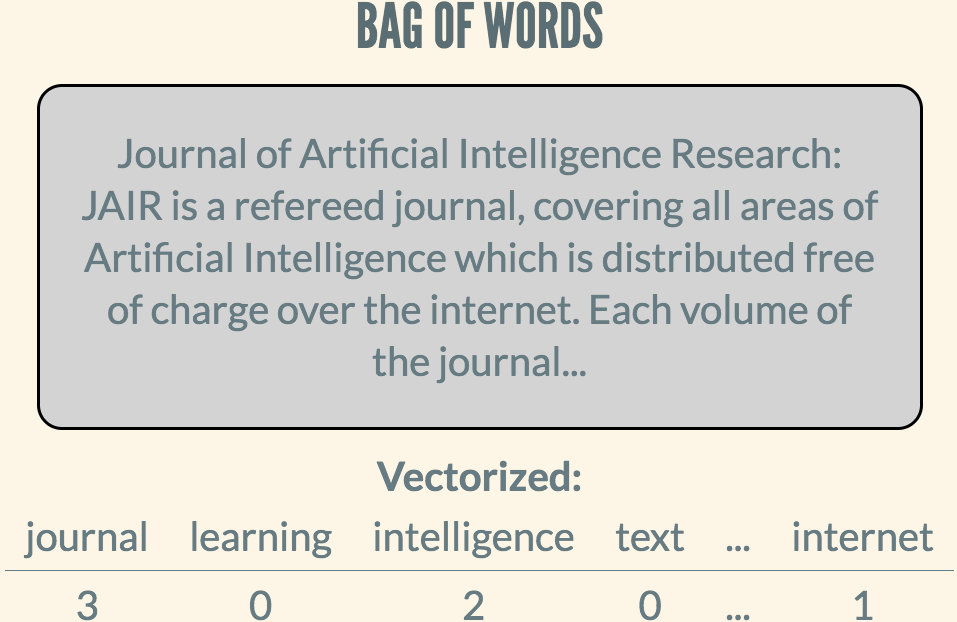 BAG OF WORDS
Journal of Artificial Intelligence Research:
JAIR is a refereed journal, covering all areas of
Artificial Intelligence which is distributed free
of charge over the internet. Each volume of
the journal...
Vectorized:
journal learning intelligence text ... internet
3 0 2 0 ... 1